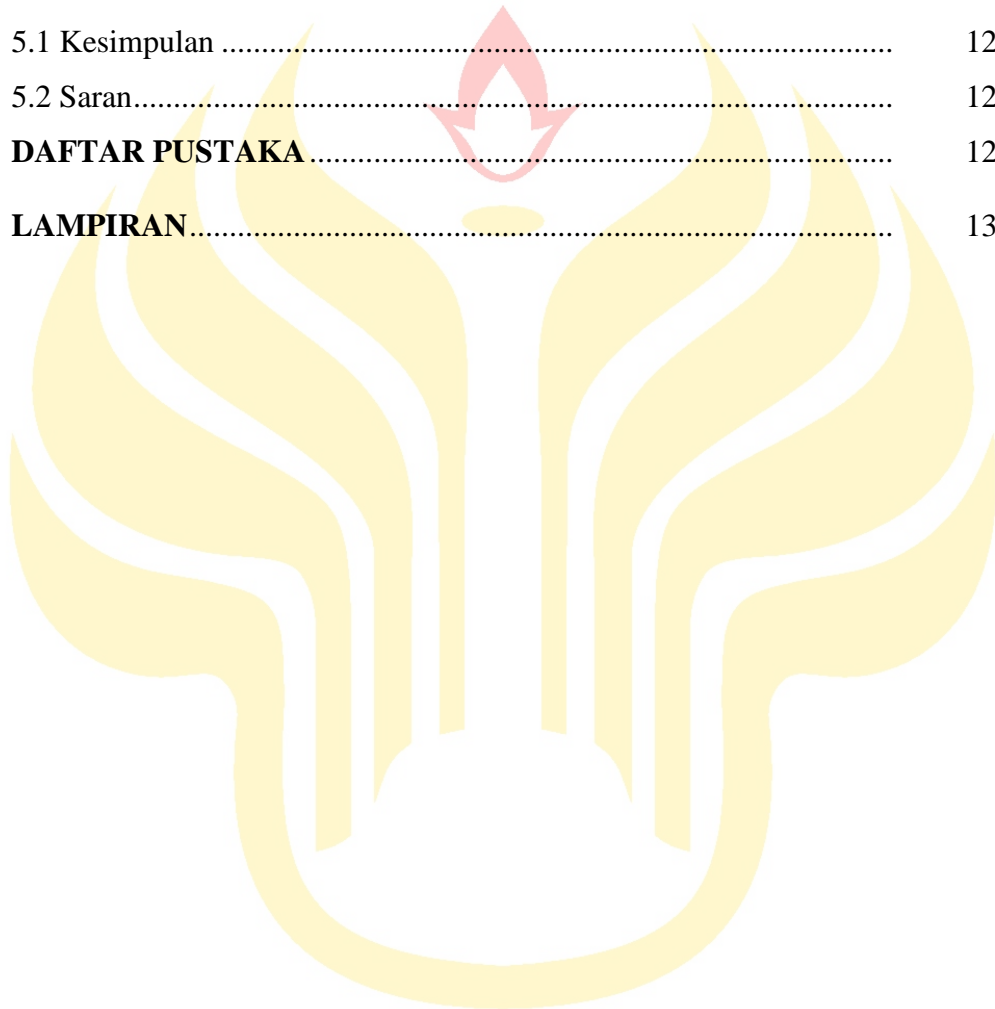 5.1 Kesimpulan .................................................................................... 12
5.2 Saran............................................................................................... 12
DAFTAR PUSTAKA......................................................................... 12
LAMPIRAN........................................................................................ 13